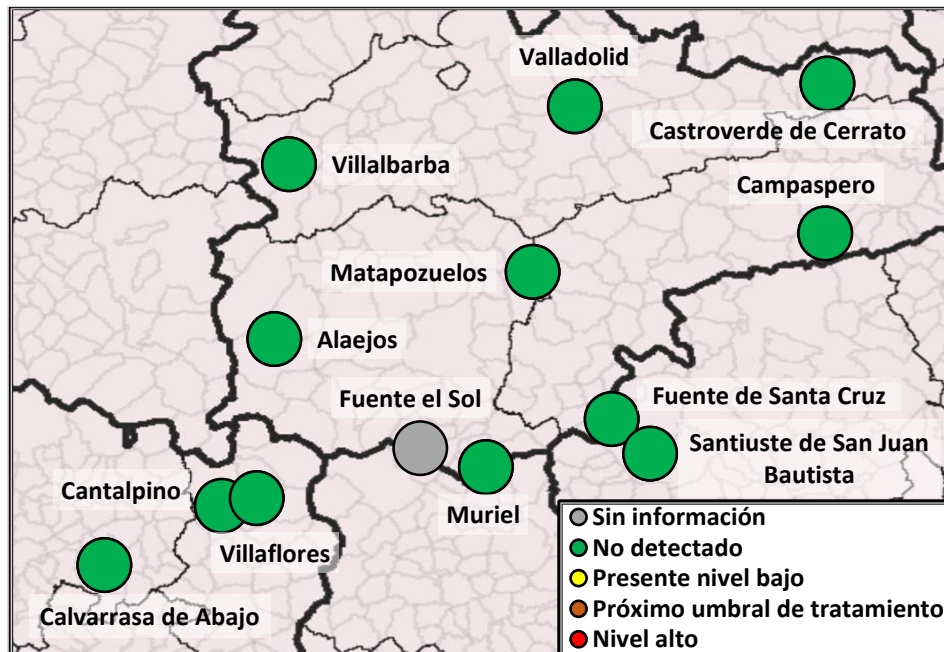 Valladolid
Castroverde de Cerrato
Villalbarba
Campaspero
Matapozuelos
Alaejos
Fuente el Sol
Fuente de Santa Cruz
Santiuste de San Juan
Bautista
Cantalpino
Muriel
Villaflores
Calvarrasa de Abajo
Sin información
No detectado
Presente nivel bajo
Próximo umbral de tratamiento
Nivel alto